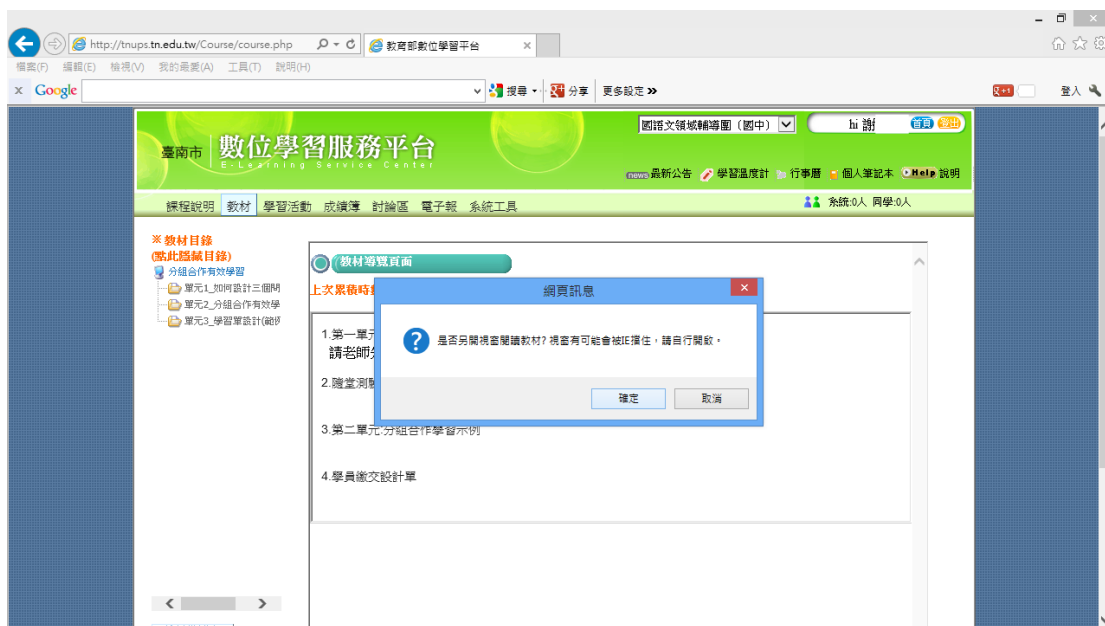 http://tnups.tn.edu.tw/Course/course.php
教育部數位學習平台
檔案(F) 編輯(E) 檢視(V) 我的最愛(A) 工具(T) 說明(H)
x Google 搜尋 分享 更多設定 » 登入
國語文領域輔導團（國中） hi 謝 首頁 登出
臺南市 數位學習服務平台
E-Learning Service Center
news 最新公告 學習溫度計 行事曆 個人筆記本 Help 說明
課程說明 教材 學習活動 成績簿 討論區 電子報 系統工具 系統:0人 同學:0人
※教材目錄
(點此隱藏目錄)
分組合作有效學習
單元1_如何設計三個問
單元2_分組合作有效學
單元3_學習單設計(範例
教材導覽頁面
上次累積時
網頁訊息
是否另開視窗閱讀教材? 視窗有可能會被IE擋住，請自行開啟。
確定 取消
1.第一單元
請老師
2.隨堂測驗
3.第二單元:分組合作學習示例
4.學員繳交設計單